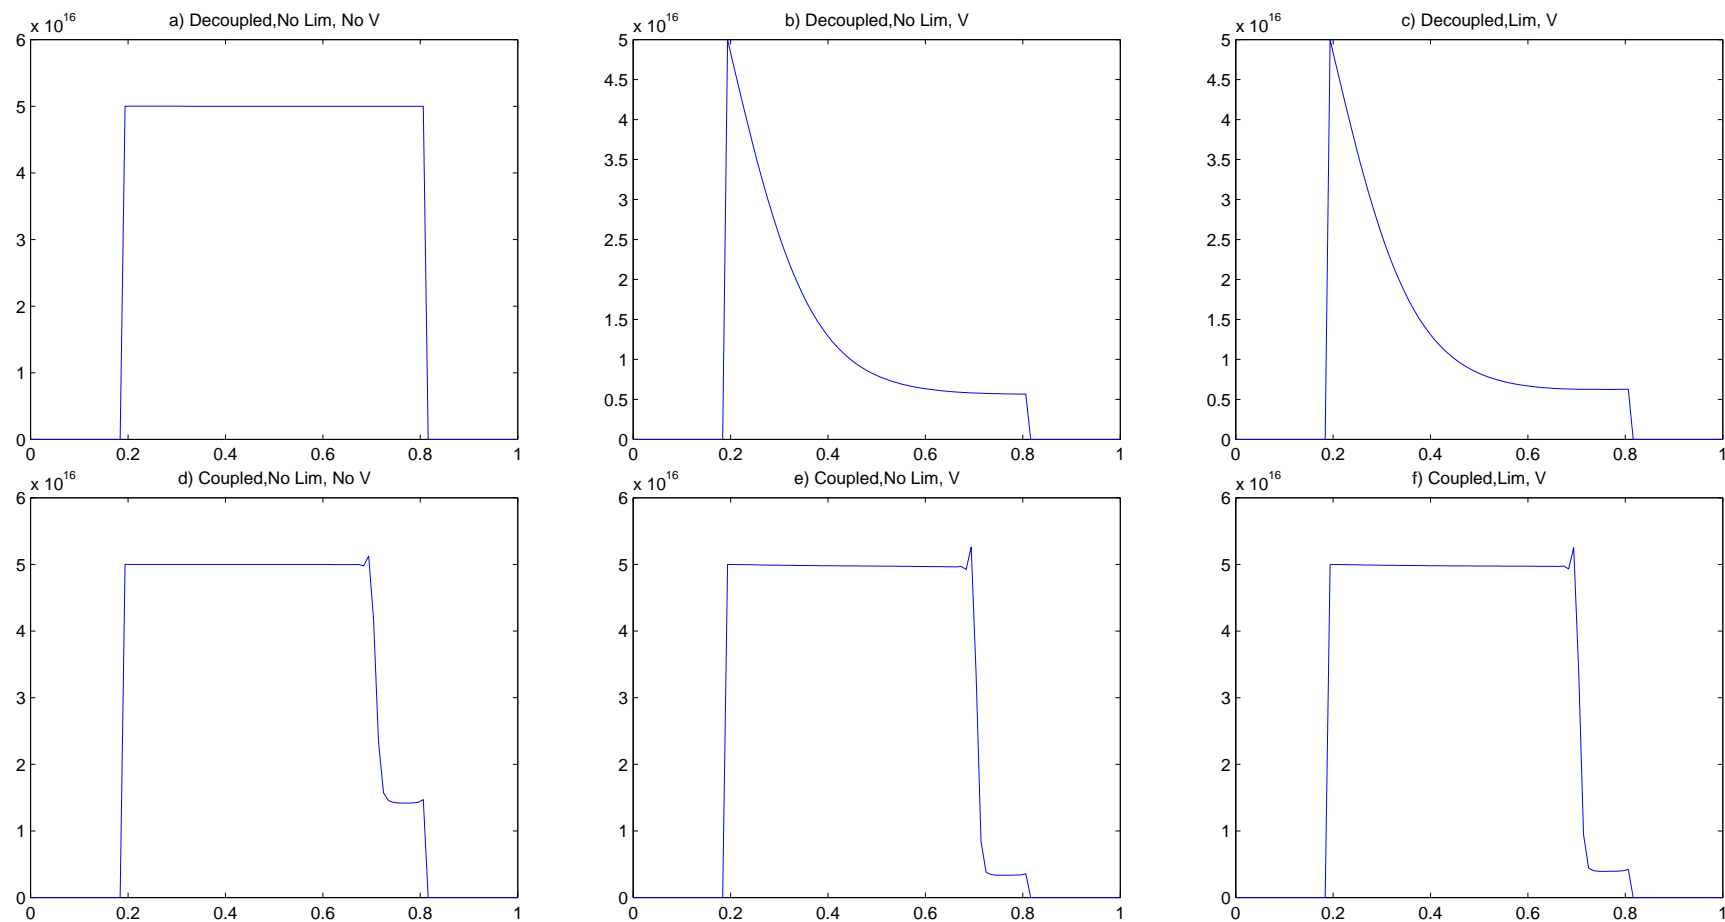 a) Decoupled,No Lim, No V
x 10^16
6
5
4
3
2
1
0
0 0.2 0.4 0.6 0.8 1
b) Decoupled,No Lim, V
x 10^16
5
4.5
4
3.5
3
2.5
2
1.5
1
0.5
0
0 0.2 0.4 0.6 0.8 1
c) Decoupled,Lim, V
x 10^16
5
4.5
4
3.5
3
2.5
2
1.5
1
0.5
0
0 0.2 0.4 0.6 0.8 1
d) Coupled,No Lim, No V
x 10^16
6
5
4
3
2
1
0
0 0.2 0.4 0.6 0.8 1
e) Coupled,No Lim, V
x 10^16
6
5
4
3
2
1
0
0 0.2 0.4 0.6 0.8 1
f) Coupled,Lim, V
x 10^16
6
5
4
3
2
1
0
0 0.2 0.4 0.6 0.8 1